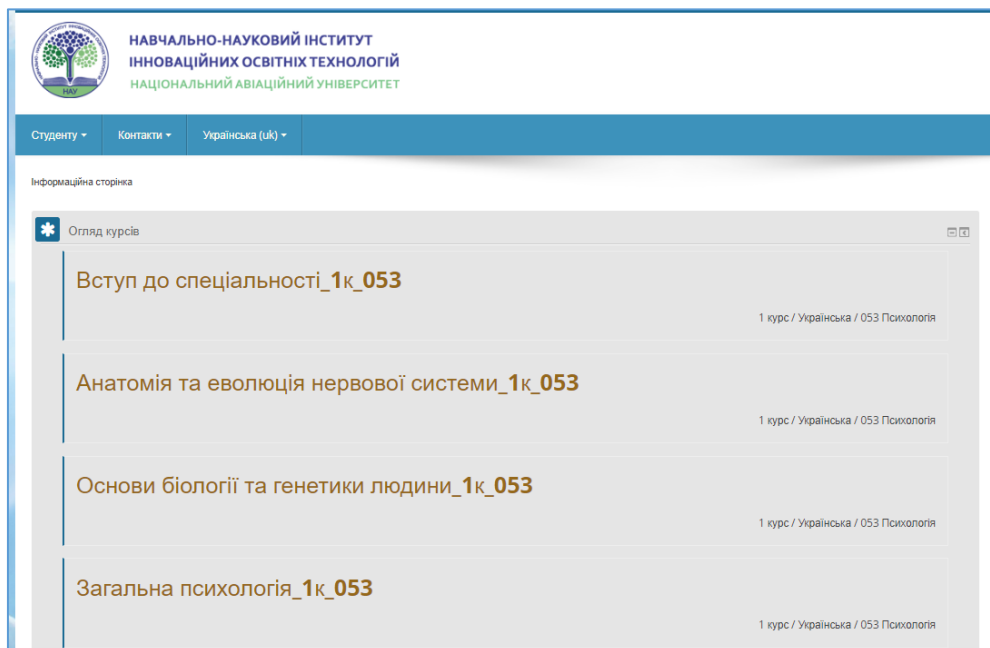 НАВЧАЛЬНО-НАУКОВИЙ ІНСТИТУТ
ІННОВАЦІЙНИХ ОСВІТНІХ ТЕХНОЛОГІЙ
НАЦІОНАЛЬНИЙ АВІАЦІЙНИЙ УНІВЕРСИТЕТ
НАУ
Студенту
Контакти
Українська (uk)
Інформаційна сторінка
Огляд курсів
Вступ до спеціальності_1к_053
1 курс / Українська / 053 Психологія
Анатомія та еволюція нервової системи_1к_053
1 курс / Українська / 053 Психологія
Основи біології та генетики людини_1к_053
1 курс / Українська / 053 Психологія
Загальна психологія_1к_053
1 курс / Українська / 053 Психологія